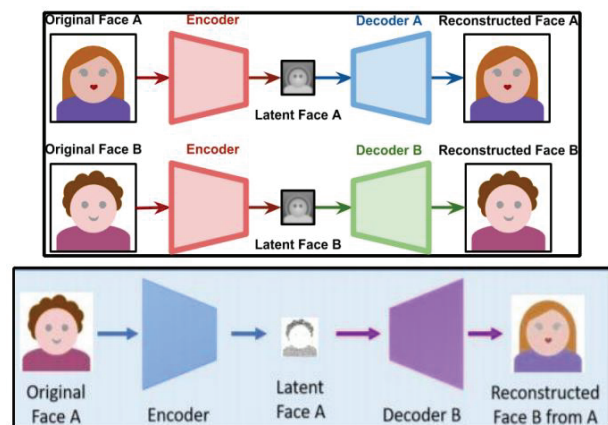 Original Face A Encoder Decoder A Reconstructed Face A
Latent Face A
Original Face B Encoder Decoder B Reconstructed Face B
Latent Face B
Original
Face A
Encoder
Latent
Face A
Decoder B
Reconstructed
Face B from A